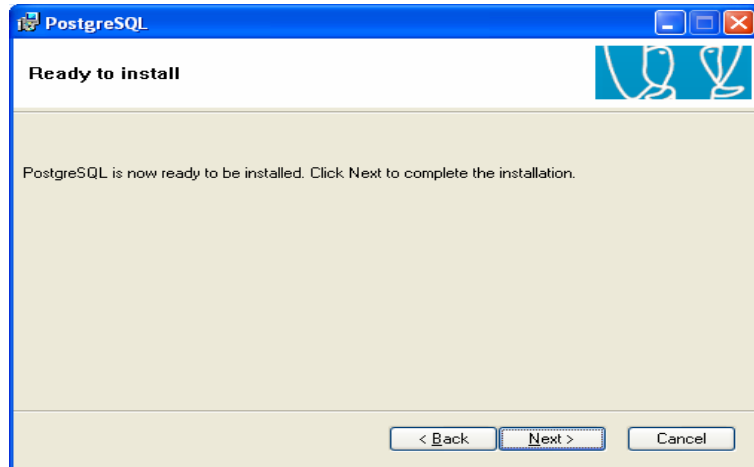 PostgreSQL
Ready to install
PostgreSQL is now ready to be installed. Click Next to complete the installation.
< Back
Next >
Cancel